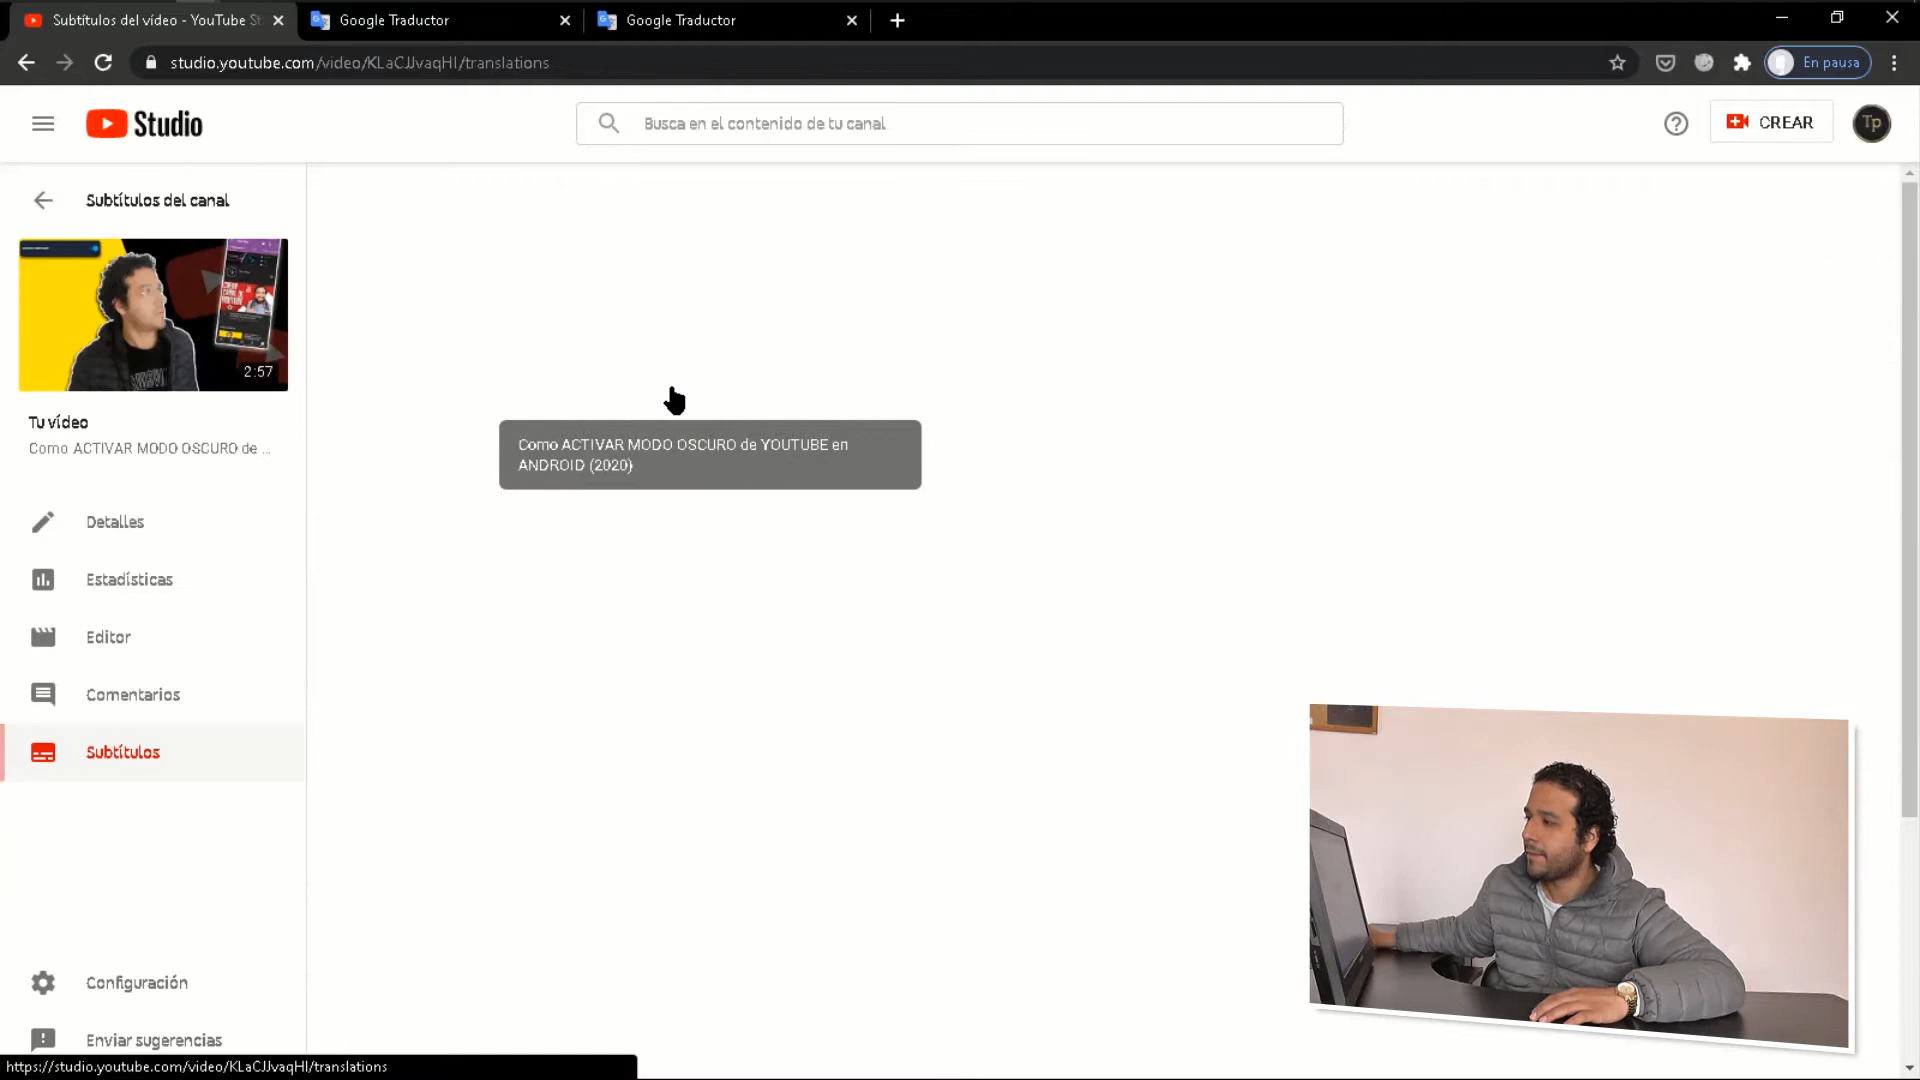 Subtítulos del vídeo - YouTube St
Google Traductor
Google Traductor
studio.youtube.com/video/KLaCJJvaqHI/translations
En pausa
Studio
Busca en el contenido de tu canal
CREAR
Tp
Subtítulos del canal
2:57
Tu vídeo
Como ACTIVAR MODO OSCURO de ...
Como ACTIVAR MODO OSCURO de YOUTUBE en
ANDROID (2020)
Detalles
Estadísticas
Editor
Comentarios
Subtítulos
Configuración
Enviar sugerencias
https://studio.youtube.com/video/KLaCJJvaqHI/translations